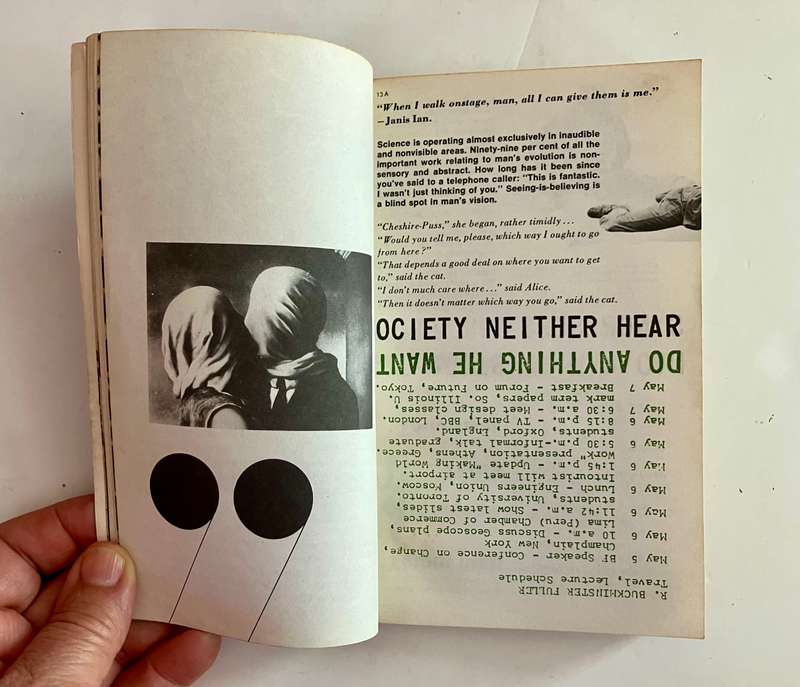 13A
"When I walk onstage, man, all I can give them is me."
—Janis Ian.
Science is operating almost exclusively in inaudible
and nonvisible areas. Ninety-nine per cent of all the
important work relating to man's evolution is non-
sensory and abstract. How long has it been since
you've said to a telephone caller: "This is fantastic.
I wasn't just thinking of you." Seeing-is-believing is
a blind spot in man's vision.
"Cheshire-Puss," she began, rather timidly...
"Would you tell me, please, which way I ought to go
from here?"
"That depends a good deal on where you want to get
to," said the cat.
"I don't much care where..." said Alice.
"Then it doesn't matter which way you go," said the cat.
OCIETY NEITHER HEAR
DO ANYTHING HE WANT
R. BUCKMINSTER FULLER
Travel, Lecture Schedule
May 5 BF Speaker - Conference on Change,
Champlain, New York
May 6 10 a.m. - Discuss Geoscope plans,
Lima (Peru) Chamber of Commerce
May 6 11:42 a.m. - Show latest slides,
students, University of Toronto.
May 6 Lunch - Engineers Union, Moscow.
Intourist will meet at airport.
May 6 1:45 p.m. - Update "Making World
Work" presentation, Athens, Greece.
May 6 5:30 p.m.-Informal talk, graduate
students, Oxford, England.
May 6 8:15 p.m. - TV panel, BBC, London.
May 7 6:30 a.m. - Meet design classes,
mark term papers, So. Illinois U.
May 7 Breakfast - Forum on Future, Tokyo.